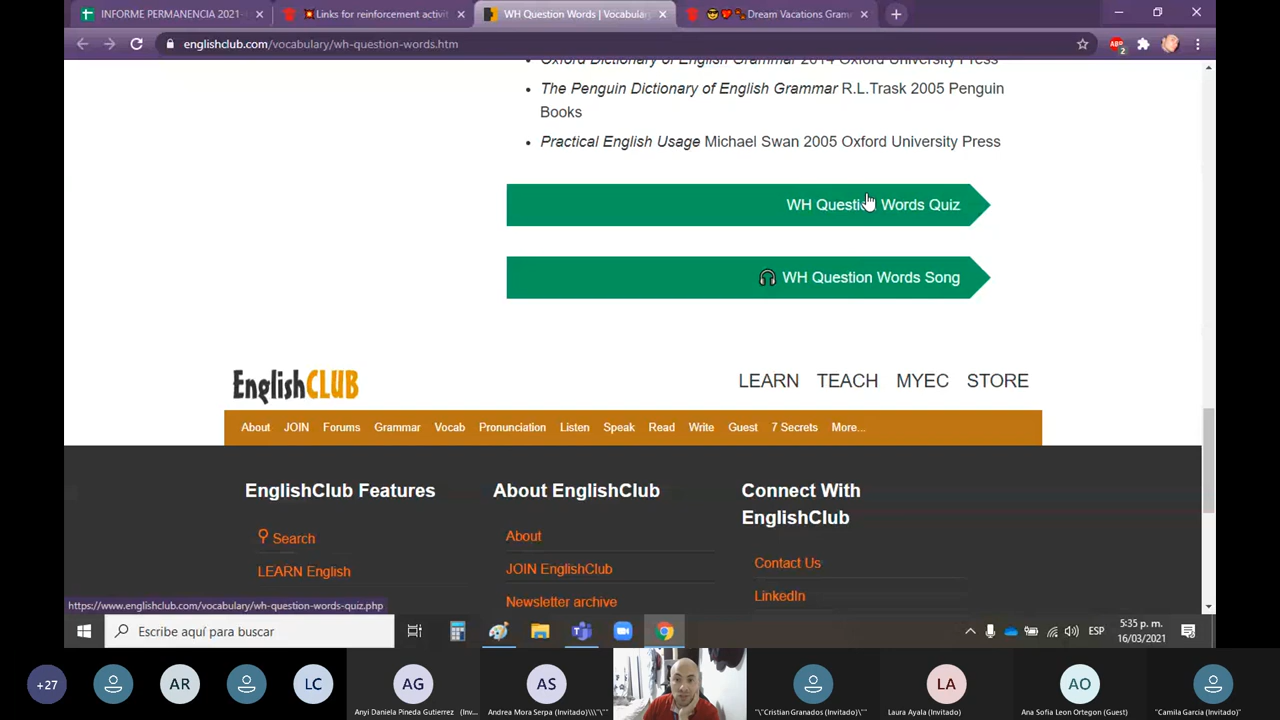 INFORME PERMANENCIA 2021-
Links for reinforcement activit
WH Question Words | Vocabular
Dream Vacations Gram
englishclub.com/vocabulary/wh-question-words.htm
ABP
2
Oxford Dictionary of English Grammar 2014 Oxford University Press
The Penguin Dictionary of English Grammar R.L.Trask 2005 Penguin
Books
Practical English Usage Michael Swan 2005 Oxford University Press
WH Question Words Quiz
WH Question Words Song
EnglishCLUB
LEARN TEACH MYEC STORE
About JOIN Forums Grammar Vocab Pronunciation Listen Speak Read Write Guest 7 Secrets More...
EnglishClub Features
About EnglishClub
Connect With
EnglishClub
Search
LEARN English
About
JOIN EnglishClub
Newsletter archive
Contact Us
LinkedIn
https://www.englishclub.com/vocabulary/wh-question-words-quiz.php
Escribe aquí para buscar
ESP
5:35 p. m.
16/03/2021
+27
AR
LC
AG
Anyi Daniela Pineda Gutierrez (Inv...
AS
Andrea Mora Serpa (Invitado)\\\"\"
\"\"Cristian Granados (Invitado)\"
LA
Laura Ayala (Invitado)
AO
Ana Sofia Leon Ortegon (Guest)
\"Camila Garcia (Invitado)\"